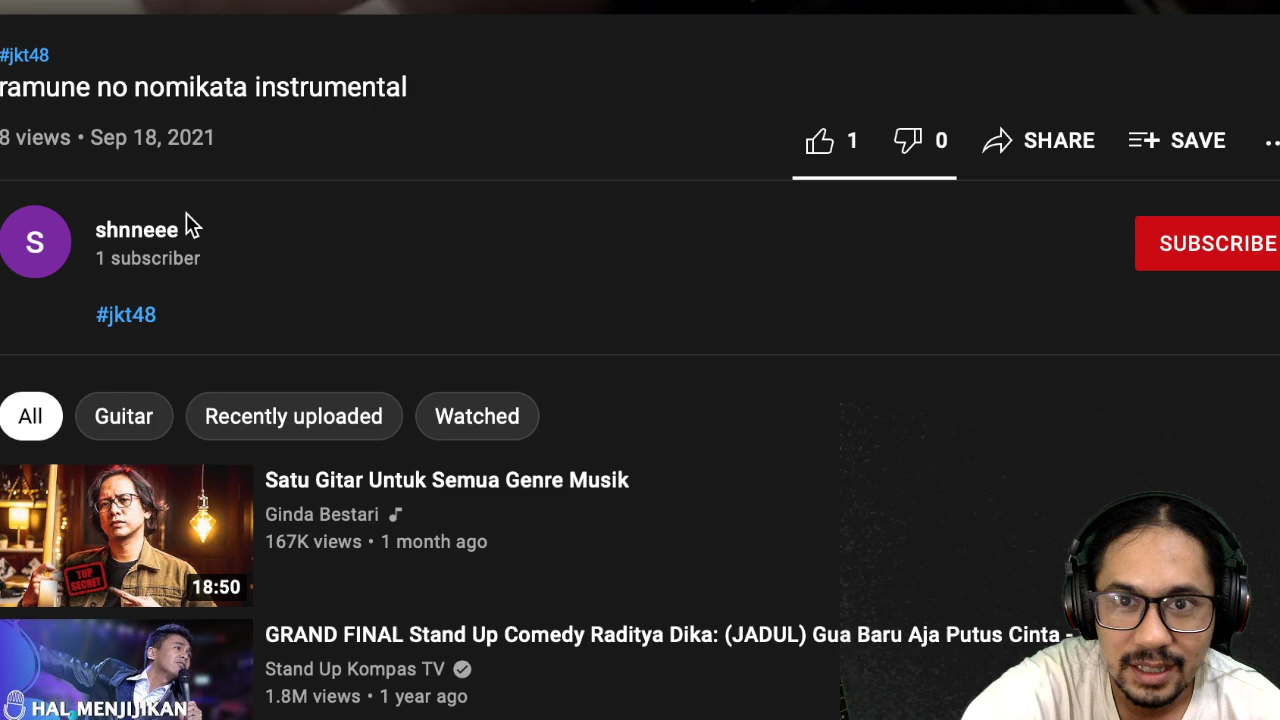 #jkt48
ramune no nomikata instrumental
8 views • Sep 18, 2021
1 0 SHARE SAVE
S
shnneee
1 subscriber
SUBSCRIBE
#jkt48
All Guitar Recently uploaded Watched
Satu Gitar Untuk Semua Genre Musik
Ginda Bestari
167K views • 1 month ago
TOP SECRET
18:50
GRAND FINAL Stand Up Comedy Raditya Dika: (JADUL) Gua Baru Aja Putus Cinta -
Stand Up Kompas TV
1.8M views • 1 year ago
HAL MENJIJIKAN